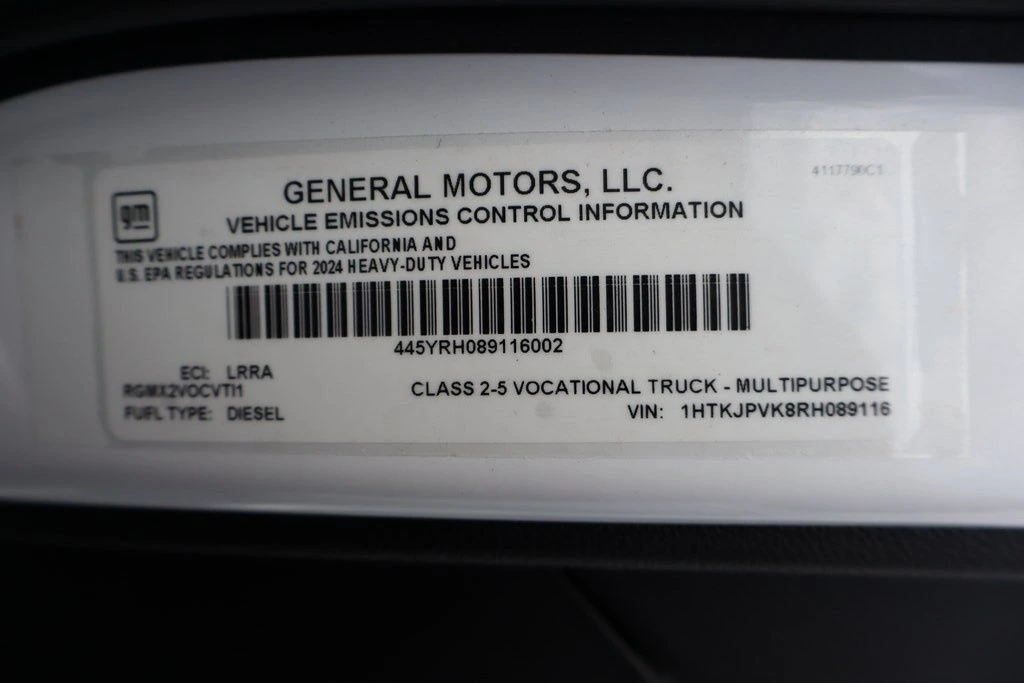 4117790C1
GENERAL MOTORS, LLC.
gm
VEHICLE EMISSIONS CONTROL INFORMATION
THIS VEHICLE COMPLIES WITH CALIFORNIA AND
U.S. EPA REGULATIONS FOR 2024 HEAVY-DUTY VEHICLES
445YRH089116002
ECI: LRRA
RGMX2VOCVTI1
CLASS 2-5 VOCATIONAL TRUCK - MULTIPURPOSE
FUEL TYPE: DIESEL
VIN: 1HTKJPVK8RH089116